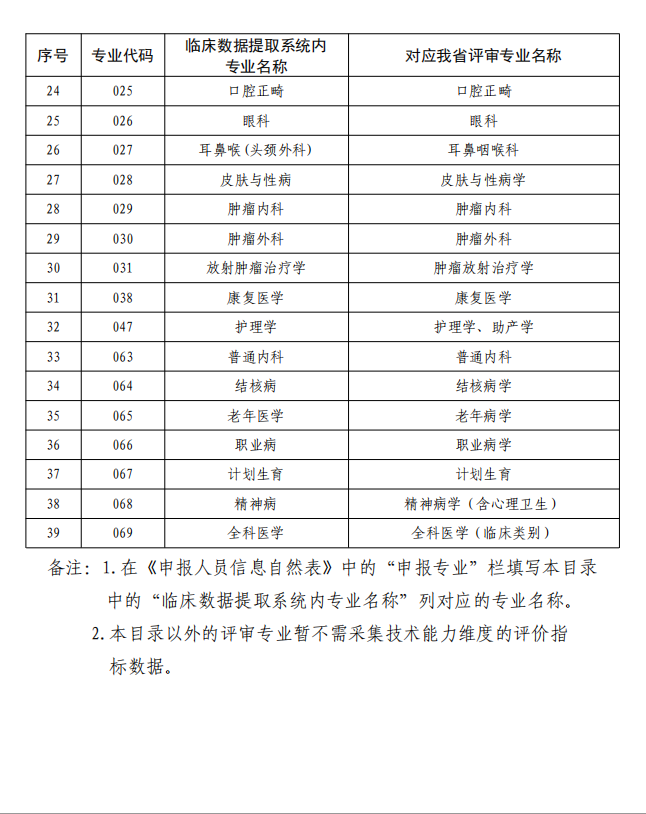 序号 专业代码 临床数据提取系统内 对应我省评审专业名称
专业名称
24 025 口腔正畸 口腔正畸
25 026 眼科 眼科
26 027 耳鼻喉(头颈外科) 耳鼻咽喉科
27 028 皮肤与性病 皮肤与性病学
28 029 肿瘤内科 肿瘤内科
29 030 肿瘤外科 肿瘤外科
30 031 放射肿瘤治疗学 肿瘤放射治疗学
31 038 康复医学 康复医学
32 047 护理学 护理学、助产学
33 063 普通内科 普通内科
34 064 结核病 结核病学
35 065 老年医学 老年病学
36 066 职业病 职业病学
37 067 计划生育 计划生育
38 068 精神病 精神病学（含心理卫生）
39 069 全科医学 全科医学（临床类别）
备注：1.在《申报人员信息自然表》中的“申报专业”栏填写本目录
中的“临床数据提取系统内专业名称”列对应的专业名称。
2.本目录以外的评审专业暂不需采集技术能力维度的评价指
标数据。